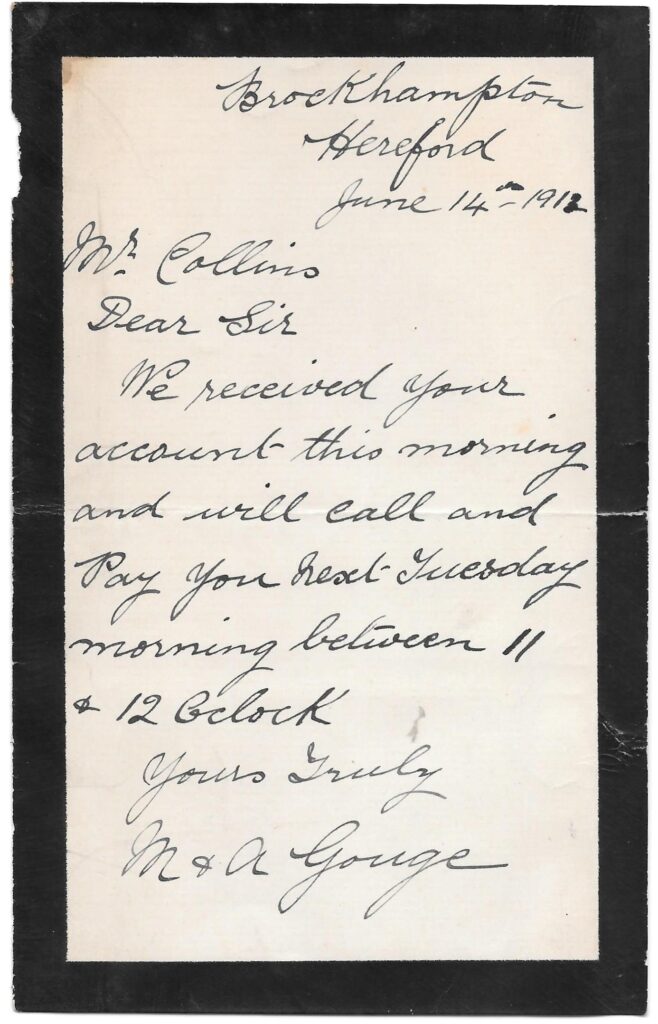 Brockhampton
Hereford
June 14th 1912
Mr. Collins
Dear Sir
We received your
account this morning
and will call and
Pay You next Tuesday
morning between 11
& 12 Oclock
Yours Truly
M & A Gouge